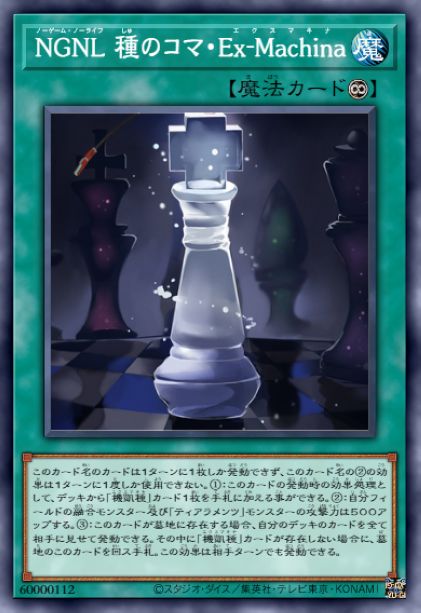 ノーゲーム・ノーライフ しゅ エクスマキナ
NGNL 種のコマ・Ex-Machina 魔
【魔法カード】
このカード名のカードは1ターンに1枚しか発動できず、このカード名の②の効
果は1ターンに1度しか使用できない。①：このカードの発動時の効果処理と
して、デッキから「機凱種」カード1枚を手札に加える事ができる。②：自分フィ
ールドの融合モンスター及び「ティアラメンツ」モンスターの攻撃力は500ア
ップする。③：このカードが墓地に存在する場合、自分のデッキのカードを全て
相手に見せて発動できる。その中に「機凱種」カードが存在しない場合に、墓
地のこのカードを回ス手札。この効果は相手ターンでも発動できる。
60000112
©スタジオ・ダイス/集英社・テレビ東京・KONAMI